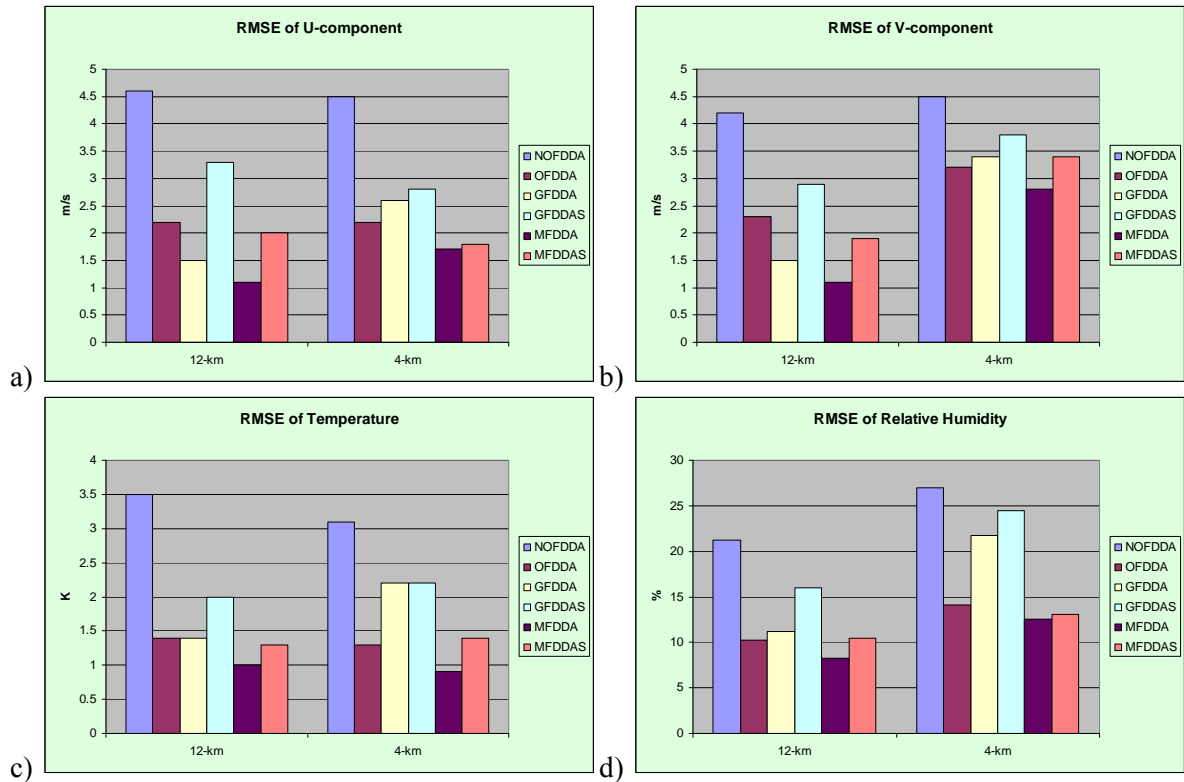 RMSE of U-component
5
4.5
4
3.5
3
2.5
2
1.5
1
0.5
0
m/s
12-km
4-km
NOFDDA
OFDDA
GFDDA
GFDDAS
MFDDA
MFDDAS
a)
RMSE of V-component
5
4.5
4
3.5
3
2.5
2
1.5
1
0.5
0
m/s
12-km
4-km
NOFDDA
OFDDA
GFDDA
GFDDAS
MFDDA
MFDDAS
b)
RMSE of Temperature
4
3.5
3
2.5
2
1.5
1
0.5
0
K
12-km
4-km
NOFDDA
OFDDA
GFDDA
GFDDAS
MFDDA
MFDDAS
c)
RMSE of Relative Humidity
30
25
20
15
10
5
0
%
12-km
4-km
NOFDDA
OFDDA
GFDDA
GFDDAS
MFDDA
MFDDAS
d)